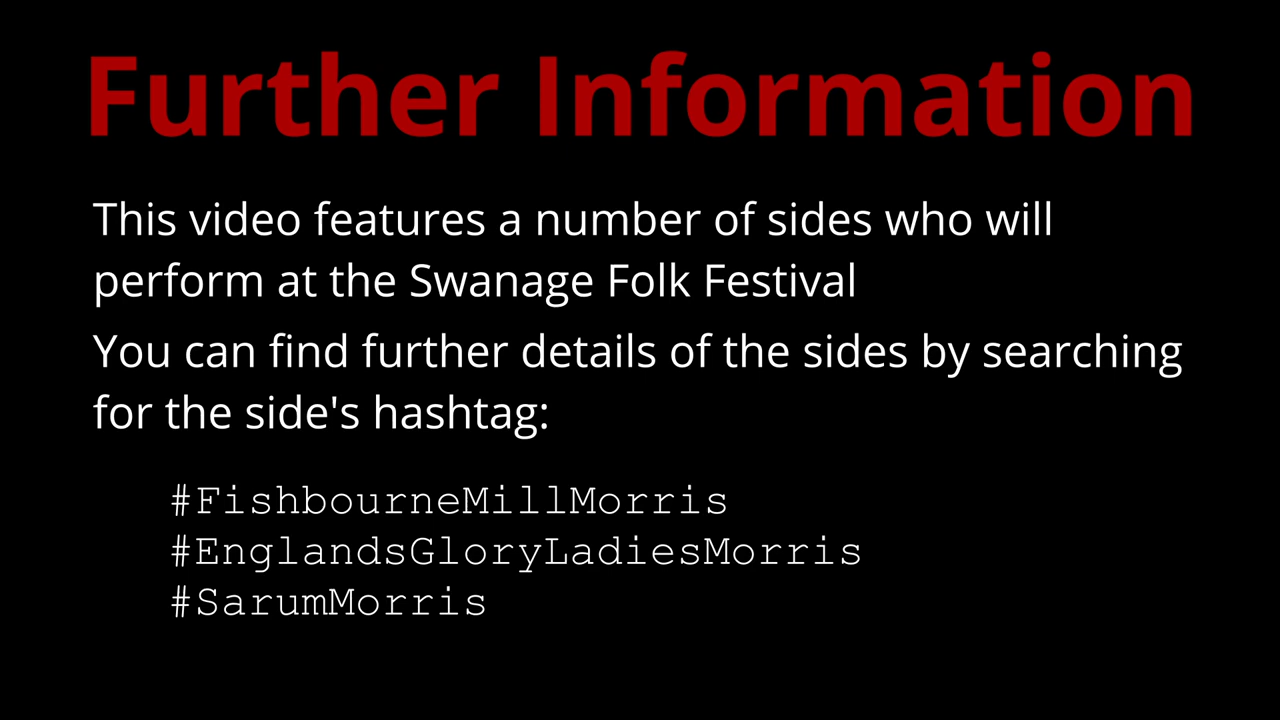 Further Information
This video features a number of sides who will
perform at the Swanage Folk Festival
You can find further details of the sides by searching
for the side's hashtag:
#FishbourneMillMorris
#EnglandsGloryLadiesMorris
#SarumMorris